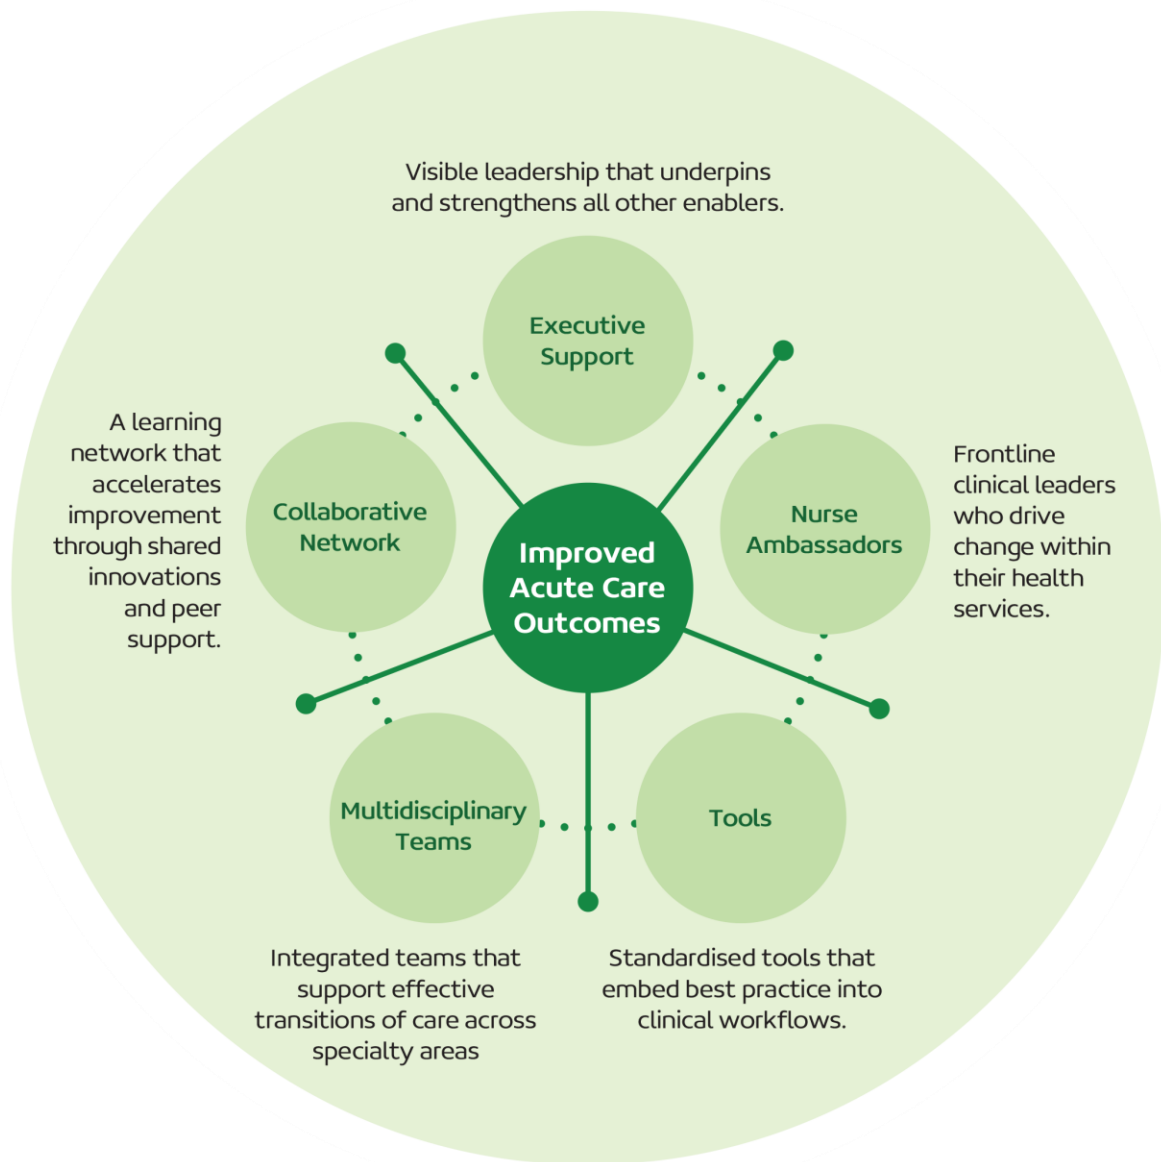 Visible leadership that underpins
and strengthens all other enablers.
Executive
Support
A learning
network that
accelerates
improvement
through shared
innovations
and peer
support.
Collaborative
Network
Improved
Acute Care
Outcomes
Nurse
Ambassadors
Frontline
clinical leaders
who drive
change within
their health
services.
Multidisciplinary
Teams
Tools
Integrated teams that
support effective
transitions of care across
specialty areas
Standardised tools that
embed best practice into
clinical workflows.